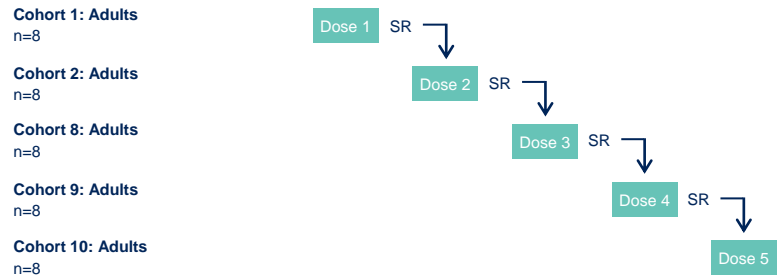 Cohort 1: Adults
n=8
Dose 1 SR
Cohort 2: Adults
n=8
Dose 2 SR
Cohort 8: Adults
n=8
Dose 3 SR
Cohort 9: Adults
n=8
Dose 4 SR
Cohort 10: Adults
n=8
Dose 5